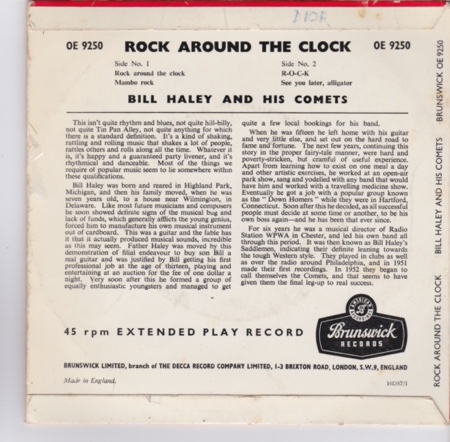 OE 9250 ROCK AROUND THE CLOCK OE 9250
Side No. 1
Rock around the clock
Mambo rock
Side No. 2
R-O-C-K
See you later, alligator
BILL HALEY AND HIS COMETS
This isn't quite rhythm and blues, not quite hill-billy,
not quite Tin Pan Alley, not quite anything for which
there is a standard definition. It's a kind of shaking,
rattling and rolling music that shakes a lot of people,
rattles others and rolls along all the time. Whatever it
is, it's happy and a guaranteed party livener, and it's
rhythmical and danceable. Most of the things we
require of popular music seem to lie somewhere within
these qualifications.
Bill Haley was born and reared in Highland Park,
Michigan, and then his family moved, when he was
seven years old, to a house near Wilmington, in
Delaware. Like most future musicians and composers
he soon showed definite signs of the musical bug and
lack of funds, which generally afflicts the young genius,
forced him to manufacture his own musical instrument
out of cardboard. This was a guitar and the fable has
it that it actually produced musical sounds, incredible
as this may seem. Father Haley was moved by this
demonstration of filial endeavour to buy son Bill a
real guitar and was justified by Bill getting his first
professional job at the age of thirteen, playing and
entertaining at an auction for the fee of one dollar a
night. Very soon after this he formed a group of
equally enthusiastic youngsters and managed to get
quite a few local bookings for his band.
When he was fifteen he left home with his guitar
and very little else, and set out on the hard road to
fame and fortune. The next few years, continuing this
story in the proper fairy-tale manner, were hard and
poverty-stricken, but cramful of useful experience.
Apart from learning how to exist on one meal a day
and other artistic exercises, he worked at an open-air
park show, sang and yodelled with any band that would
have him and worked with a travelling medicine show.
Eventually he got a job with a popular group known
as the "Down Homers" while they were in Hartford,
Connecticut. Soon after this he decided, as all successful
people must decide at some time or another, to be his
own boss again—and he has been that ever since.
For six years he was a musical director of Radio
Station WPWA in Chester, and led his own band all
through this period. It was then known as Bill Haley's
Saddlemen, indicating their definite leaning towards
the tough Western style. They played in clubs as well
as over the radio around Philadelphia, and in 1951
made their first recordings. In 1952 they began to
call themselves the Comets, and that seems to have
given them the final leg-up to real success.
45 rpm EXTENDED PLAY RECORD
AMERICAN SERIES
Brunswick
RECORDS
BRUNSWICK LIMITED, branch of THE DECCA RECORD COMPANY LIMITED, 1-3 BRIXTON ROAD, LONDON, S.W.9, ENGLAND
Made in England.
ROCK AROUND THE CLOCK BILL HALEY AND HIS COMETS BRUNSWICK OE 9250